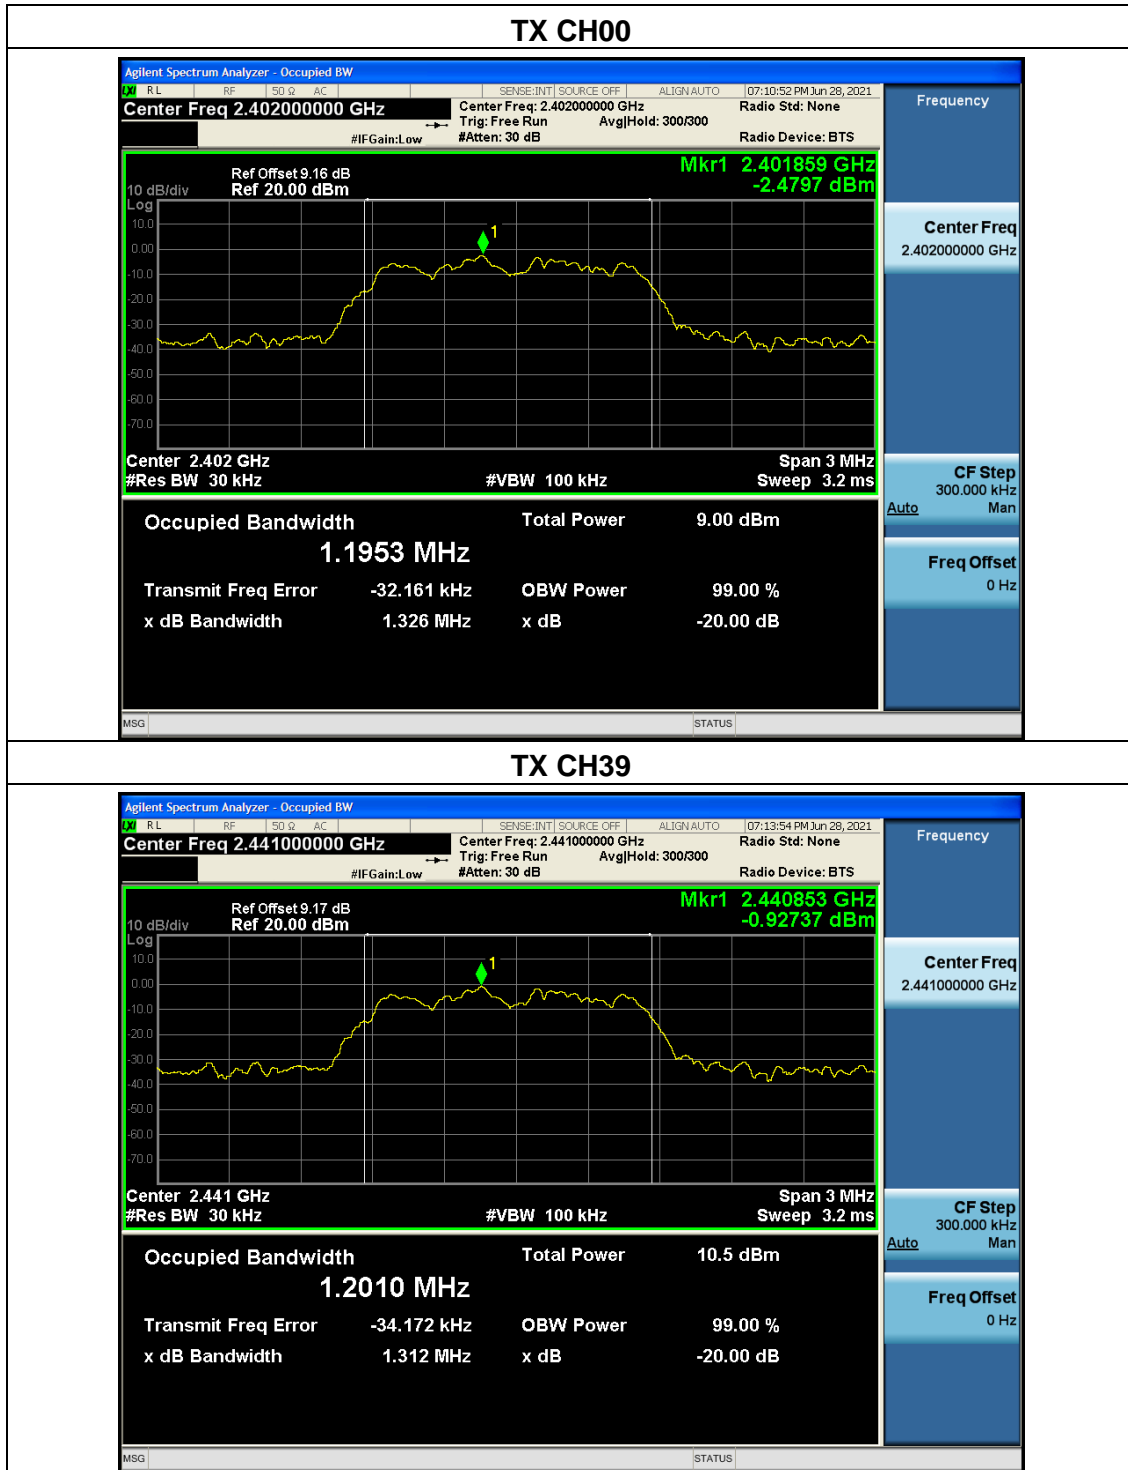 TX CH00
Agilent Spectrum Analyzer - Occupied BW
LXI RL RF 50 Ω AC SENSE:INT SOURCE OFF ALIGN AUTO 07:10:52 PM Jun 28, 2021
Center Freq 2.402000000 GHz Center Freq: 2.402000000 GHz Radio Std: None Frequency
Trig: Free Run Avg|Hold: 300/300
#IFGain:Low #Atten: 30 dB Radio Device: BTS
Mkr1 2.401859 GHz
Ref Offset 9.16 dB
10 dB/div Ref 20.00 dBm -2.4797 dBm
Log
10.0
0.00
-10.0
-20.0
-30.0
-40.0
-50.0
-60.0
-70.0
1
Center Freq
2.402000000 GHz
Center 2.402 GHz Span 3 MHz
#Res BW 30 kHz #VBW 100 kHz Sweep 3.2 ms
CF Step
300.000 kHz
Auto Man
Occupied Bandwidth Total Power 9.00 dBm
1.1953 MHz
Freq Offset
0 Hz
Transmit Freq Error -32.161 kHz OBW Power 99.00 %
x dB Bandwidth 1.326 MHz x dB -20.00 dB
MSG STATUS
TX CH39
Agilent Spectrum Analyzer - Occupied BW
LXI RL RF 50 Ω AC SENSE:INT SOURCE OFF ALIGN AUTO 07:13:54 PM Jun 28, 2021
Center Freq 2.441000000 GHz Center Freq: 2.441000000 GHz Radio Std: None Frequency
Trig: Free Run Avg|Hold: 300/300
#IFGain:Low #Atten: 30 dB Radio Device: BTS
Mkr1 2.440853 GHz
Ref Offset 9.17 dB
10 dB/div Ref 20.00 dBm -0.92737 dBm
Log
10.0
0.00
-10.0
-20.0
-30.0
-40.0
-50.0
-60.0
-70.0
1
Center Freq
2.441000000 GHz
Center 2.441 GHz Span 3 MHz
#Res BW 30 kHz #VBW 100 kHz Sweep 3.2 ms
CF Step
300.000 kHz
Auto Man
Occupied Bandwidth Total Power 10.5 dBm
1.2010 MHz
Freq Offset
0 Hz
Transmit Freq Error -34.172 kHz OBW Power 99.00 %
x dB Bandwidth 1.312 MHz x dB -20.00 dB
MSG STATUS